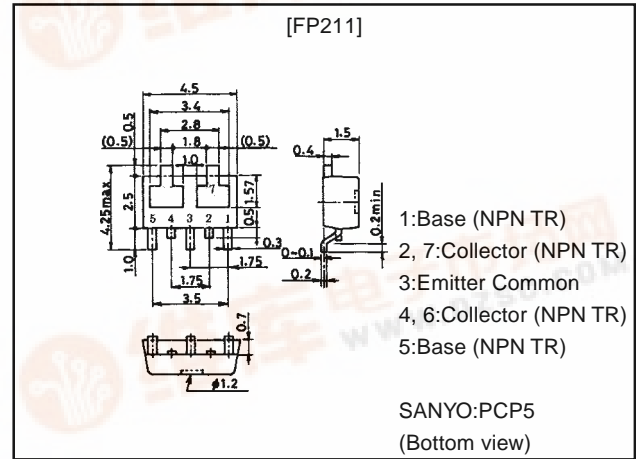 [FP211]
4.5
3.4
2.8
(0.5) 1.8 (0.5)
1.0
0.5
4.25max
2.5
1.0
7
1.57
0.5
5 4 3 2 1
0.3
1.75
1.75
3.5
1.5
0.4
0.2min
0~0.1
0.2
0.7
ϕ1.2
1:Base (NPN TR)
2, 7:Collector (NPN TR)
3:Emitter Common
4, 6:Collector (NPN TR)
5:Base (NPN TR)
SANYO:PCP5
(Bottom view)